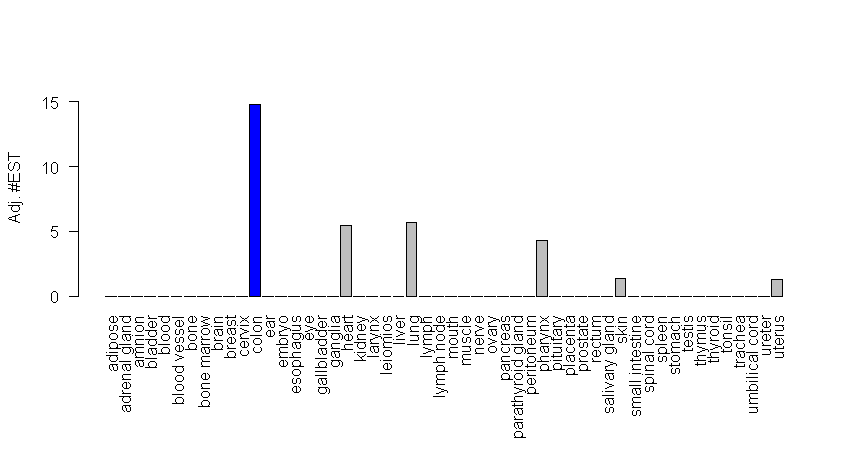 Adj. #EST
15
10
5
0
adipose
adrenal gland
amnion
bladder
blood
blood vessel
bone
bone marrow
brain
breast
cervix
colon
ear
embryo
esophagus
eye
gallbladder
ganglia
heart
kidney
larynx
leiomios
liver
lung
lymph
lymph node
mouth
muscle
nerve
ovary
pancreas
parathyroid gland
peritoneum
pharynx
pituitary
placenta
prostate
rectum
salivary gland
skin
small intestine
spinal cord
spleen
stomach
testis
thymus
thyroid
tonsil
trachea
umbilical cord
ureter
uterus